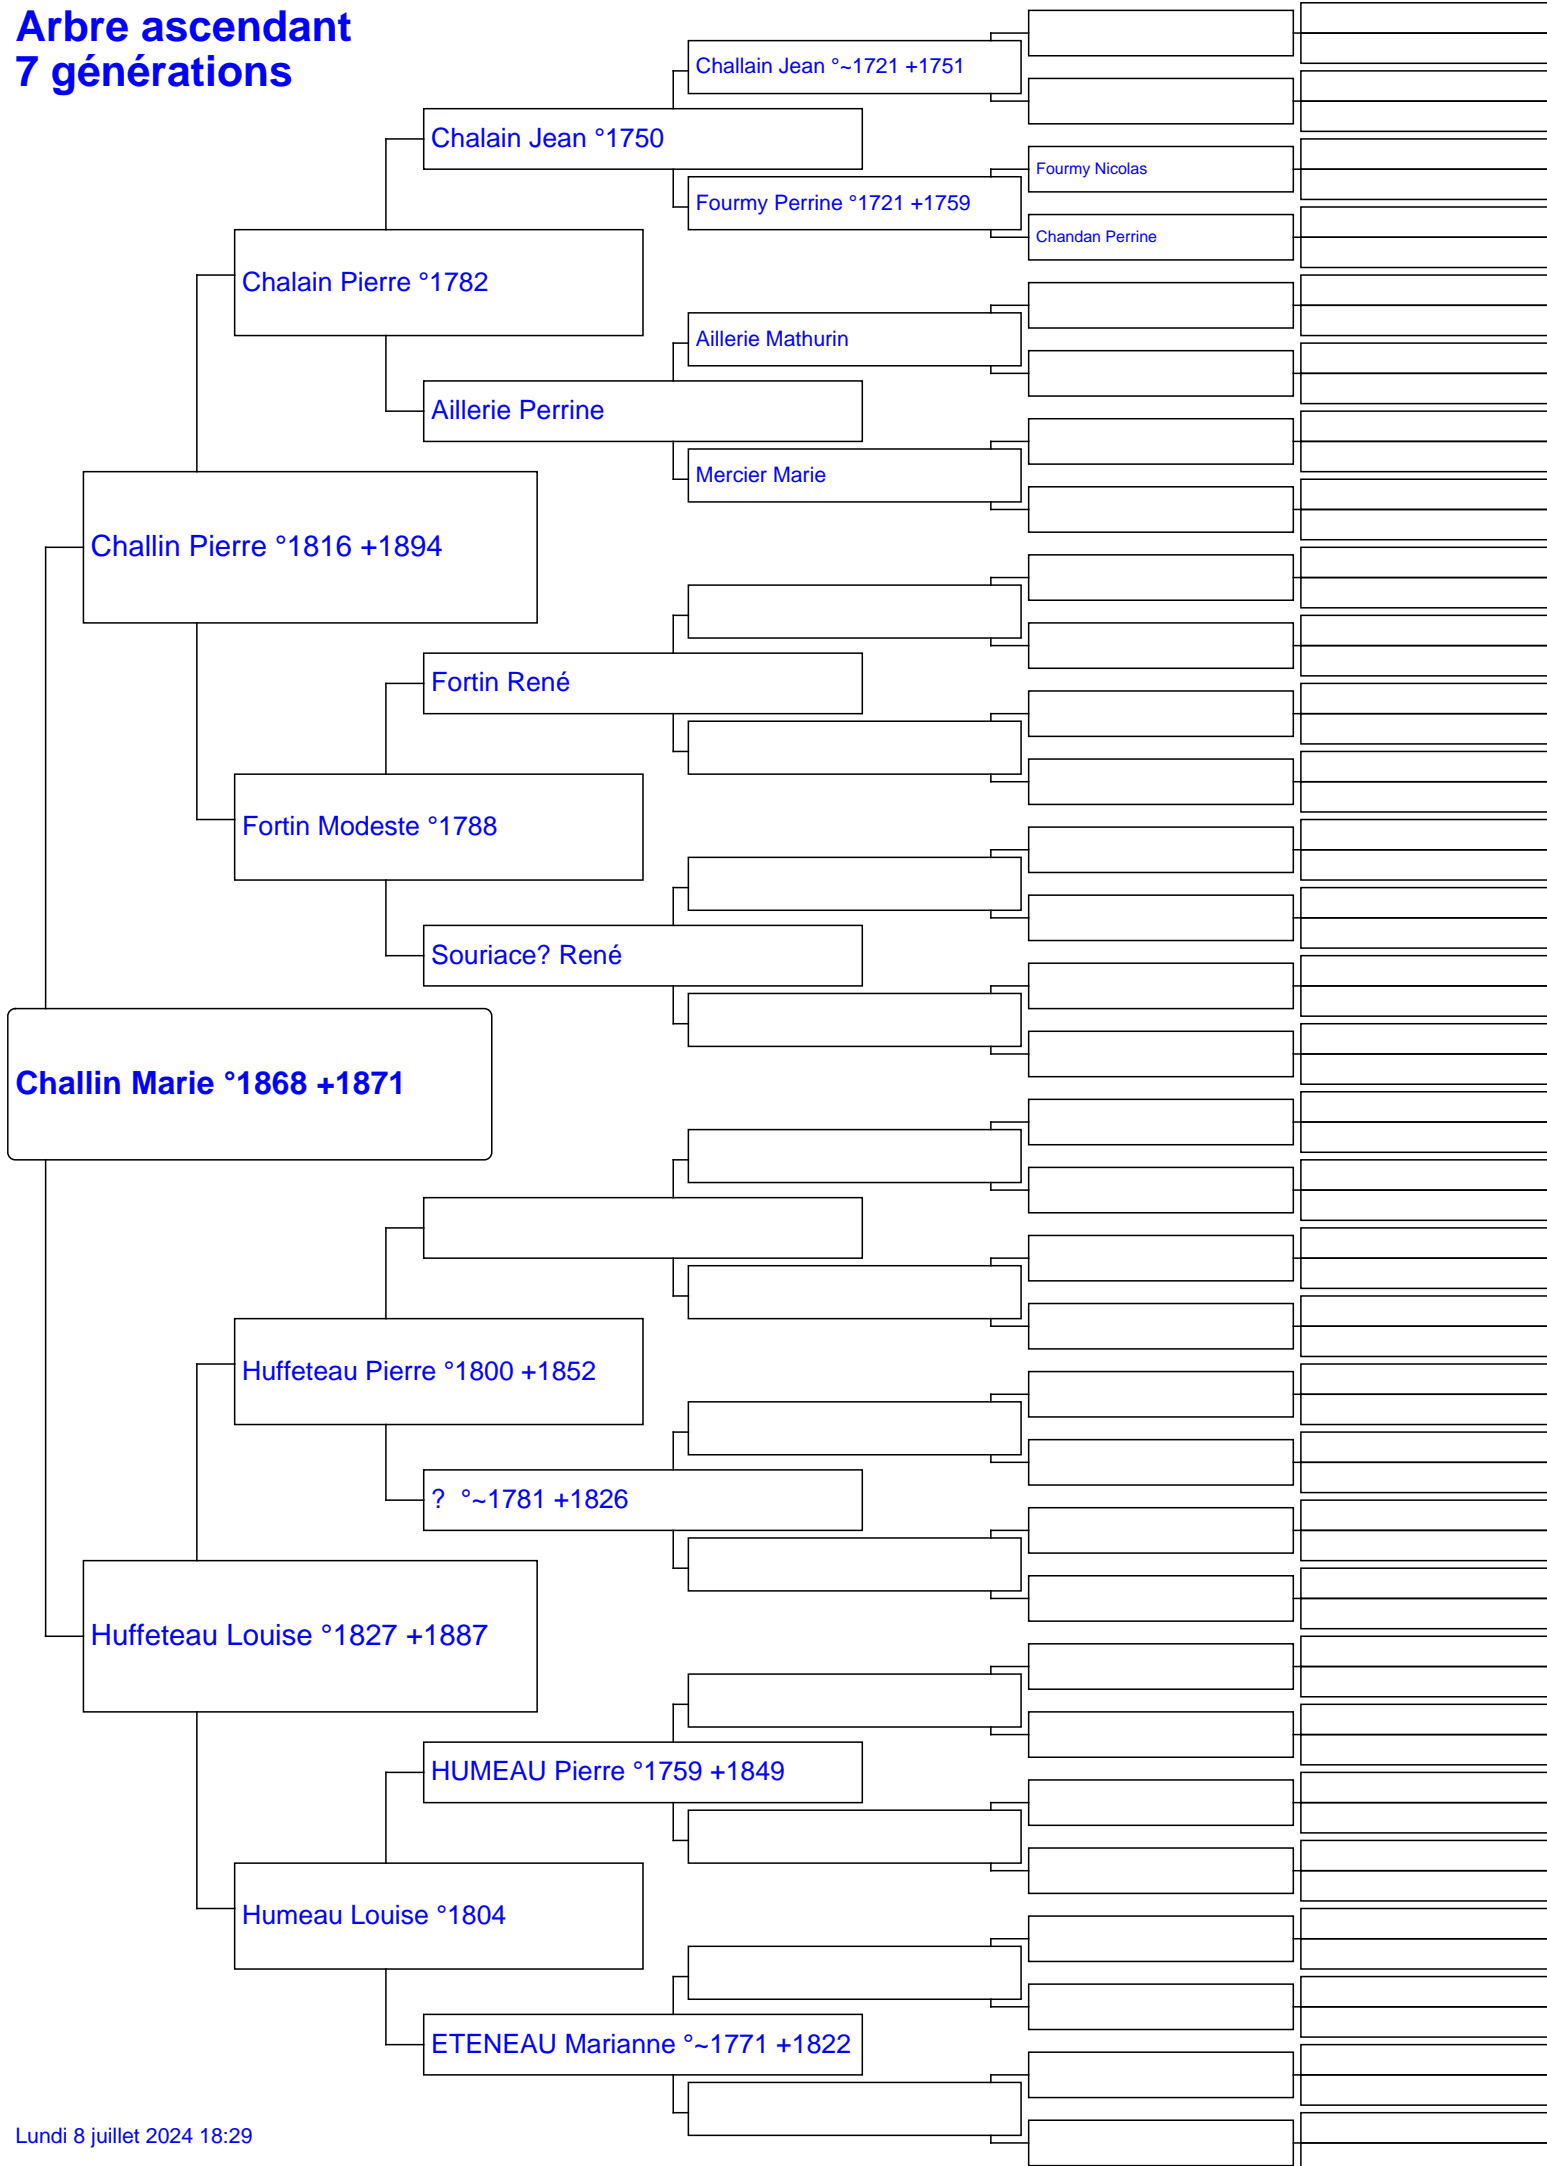 Arbre ascendant
7 générations
Challain Jean °~1721 +1751
Chalain Jean °1750
Fourmy Nicolas
Fourmy Perrine °1721 +1759
Chandan Perrine
Chalain Pierre °1782
Aillerie Mathurin
Aillerie Perrine
Mercier Marie
Challin Pierre °1816 +1894
Fortin René
Fortin Modeste °1788
Souriace? René
Challin Marie °1868 +1871
Huffeteau Pierre °1800 +1852
? °~1781 +1826
Huffeteau Louise °1827 +1887
HUMEAU Pierre °1759 +1849
Humeau Louise °1804
ETENEAU Marianne °~1771 +1822
Lundi 8 juillet 2024 18:29